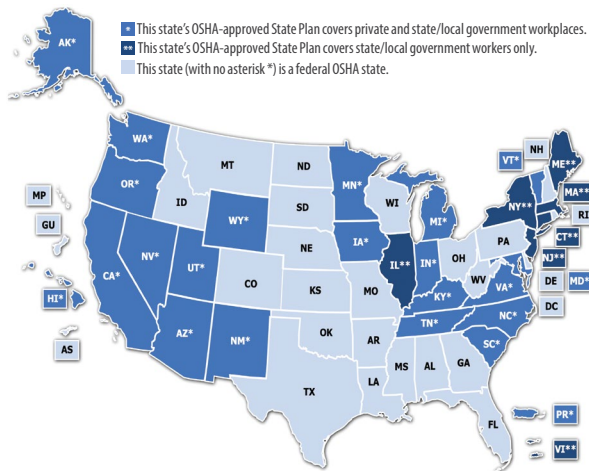 * This state's OSHA-approved State Plan covers private and state/local government workplaces.
** This state's OSHA-approved State Plan covers state/local government workers only.
This state (with no asterisk *) is a federal OSHA state.
AK*
WA*
MT
ND
MN*
WI
MI*
VT*
NH
ME**
OR*
ID
WY*
SD
IA*
NY**
MA**
RI
CT**
NJ**
PA
MP
GU
NV*
UT*
CO
NE
IL**
IN*
OH
WV
VA*
DE
MD*
DC
CA*
KS
MO
KY*
NC*
HI*
AS
AZ*
NM*
OK
AR
TN*
SC*
TX
LA
MS
AL
GA
FL
PR*
VI**